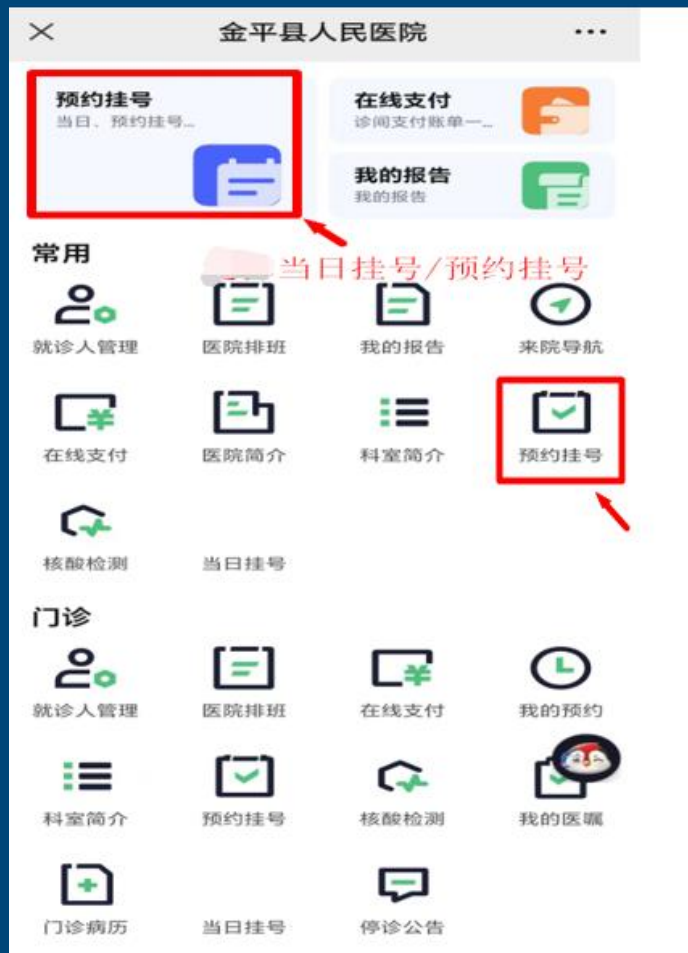 金平县人民医院
预约挂号
当日、预约挂号...
在线支付
诊间支付账单一...
我的报告
我的报告
常用
当日挂号/预约挂号
就诊人管理 医院排班 我的报告 来院导航
在线支付 医院简介 科室简介 预约挂号
核酸检测 当日挂号
门诊
就诊人管理 医院排班 在线支付 我的预约
科室简介 预约挂号 核酸检测 我的医嘱
门诊病历 当日挂号 停诊公告